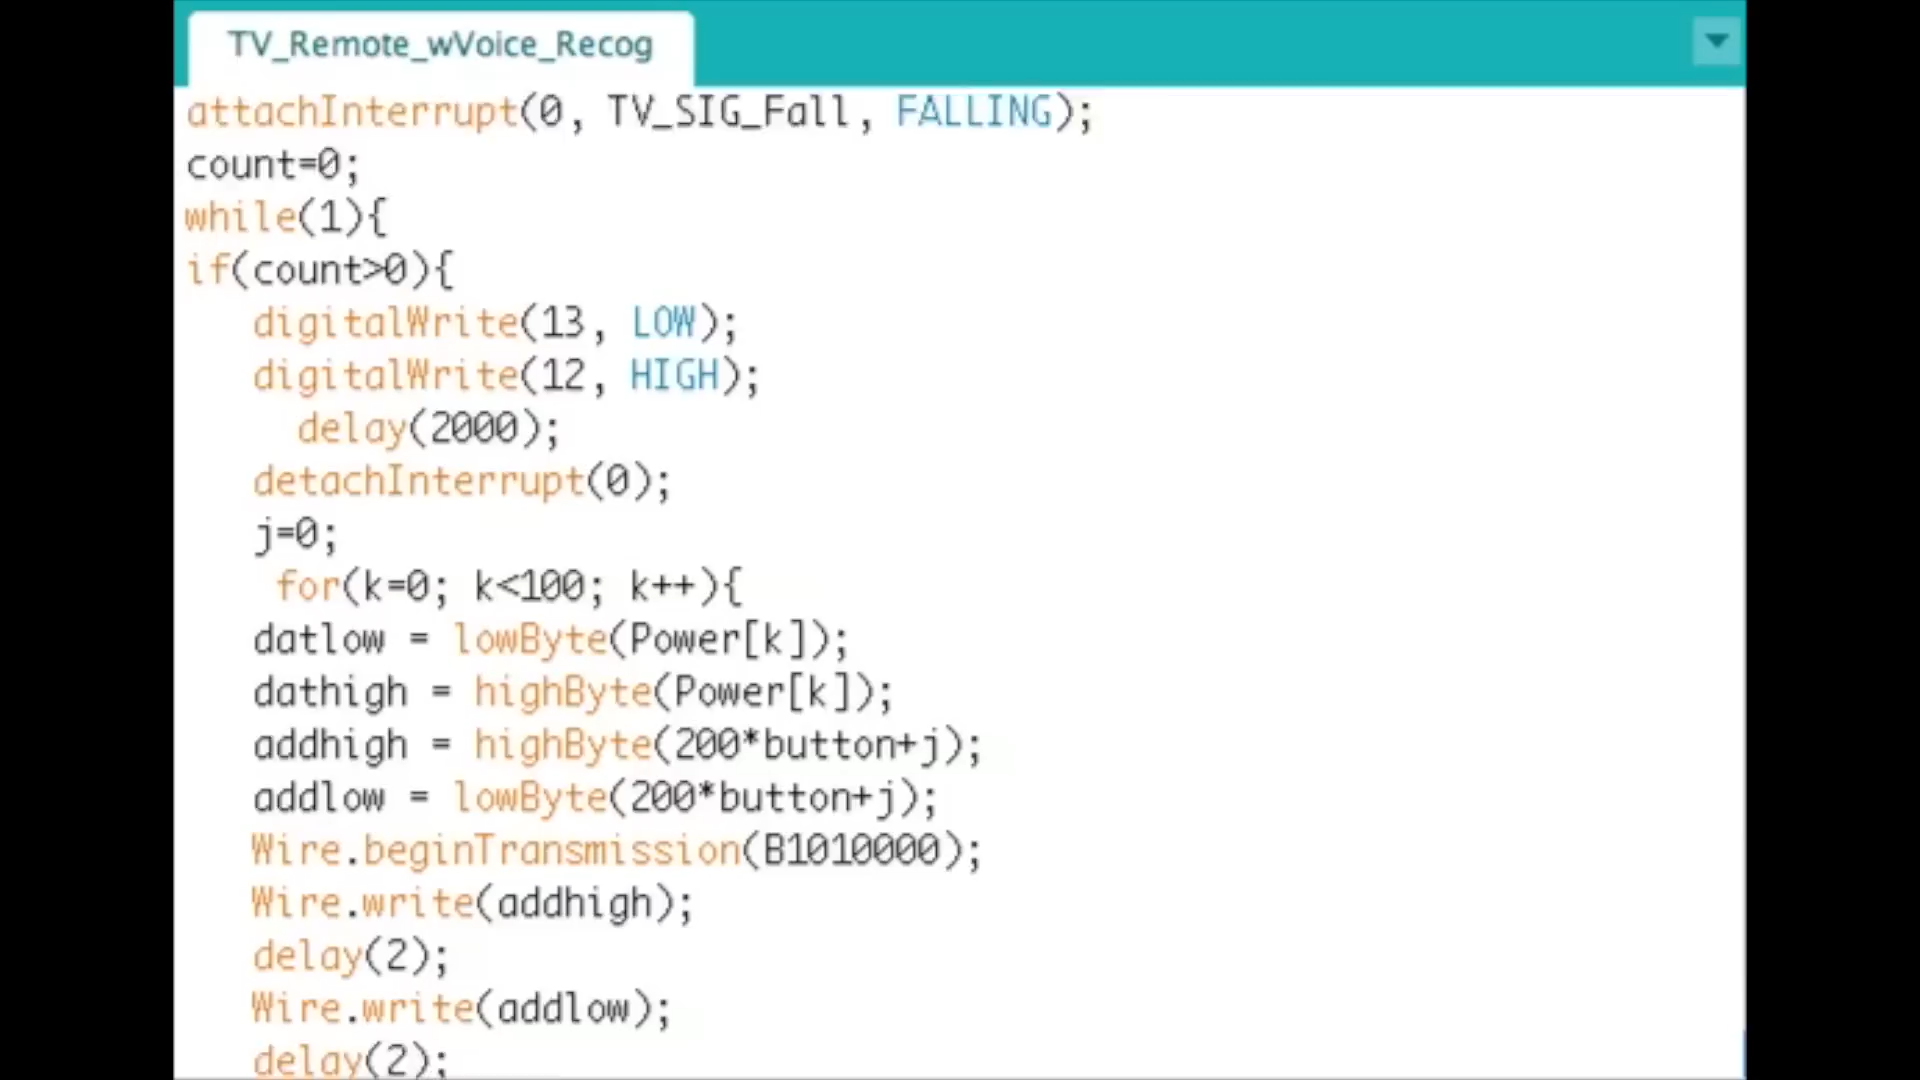 TV_Remote_wVoice_Recog
attachInterrupt(0, TV_SIG_Fall, FALLING);
count=0;
while(1){
if(count>0){
digitalWrite(13, LOW);
digitalWrite(12, HIGH);
delay(2000);
detachInterrupt(0);
j=0;
for(k=0; k<100; k++){
datlow = lowByte(Power[k]);
dathigh = highByte(Power[k]);
addhigh = highByte(200*button+j);
addlow = lowByte(200*button+j);
Wire.beginTransmission(B1010000);
Wire.write(addhigh);
delay(2);
Wire.write(addlow);
delay(2);